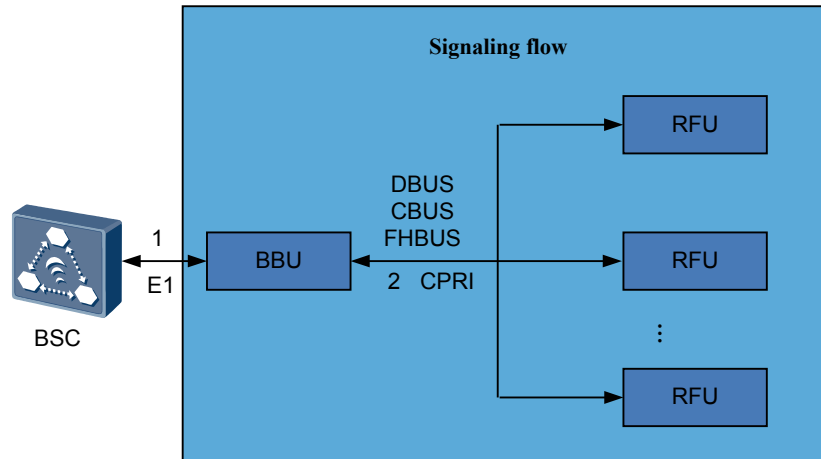 Signaling flow
RFU
DBUS
CBUS
FHBUS
1
E1
BBU
2 CPRI
RFU
BSC
⋮
RFU